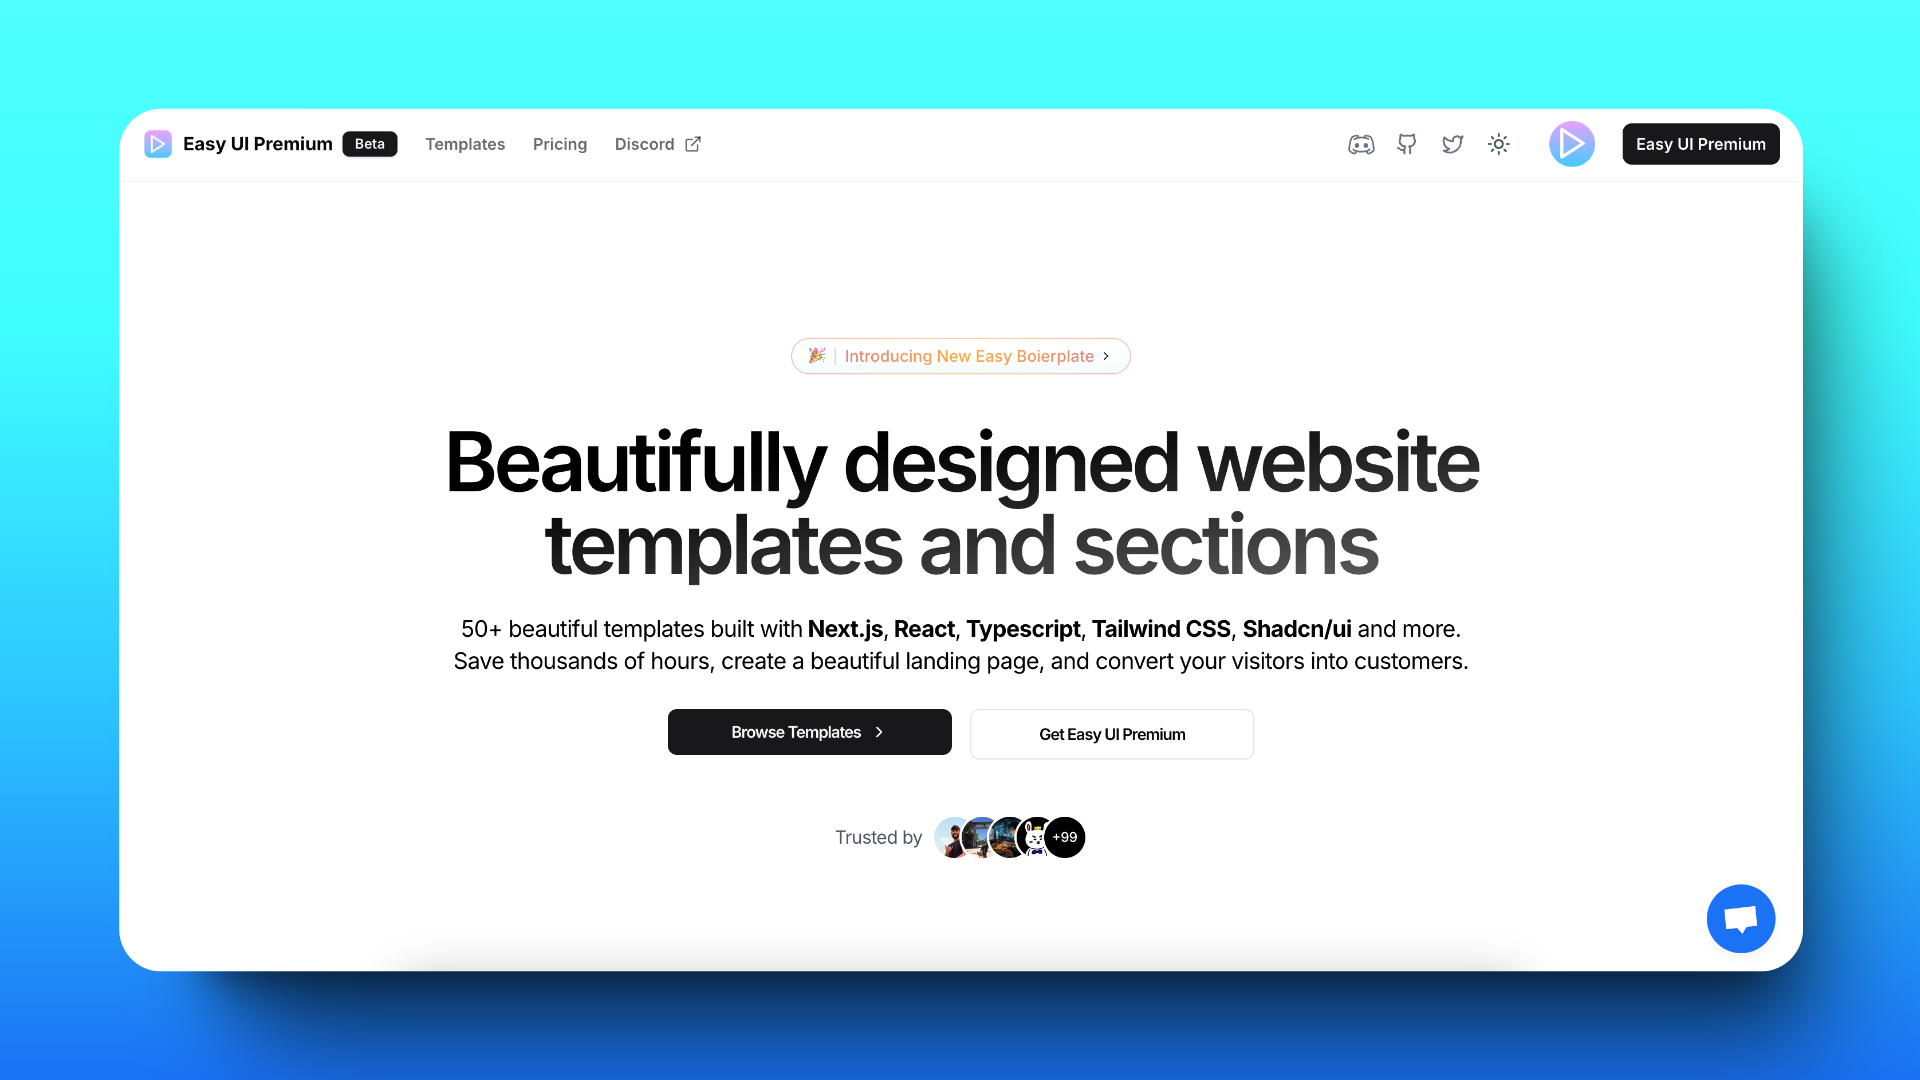 Easy UI Premium Beta Templates Pricing Discord Easy UI Premium
Introducing New Easy Boierplate
Beautifully designed website
templates and sections
50+ beautiful templates built with Next.js, React, Typescript, Tailwind CSS, Shadcn/ui and more.
Save thousands of hours, create a beautiful landing page, and convert your visitors into customers.
Browse Templates Get Easy UI Premium
Trusted by +99